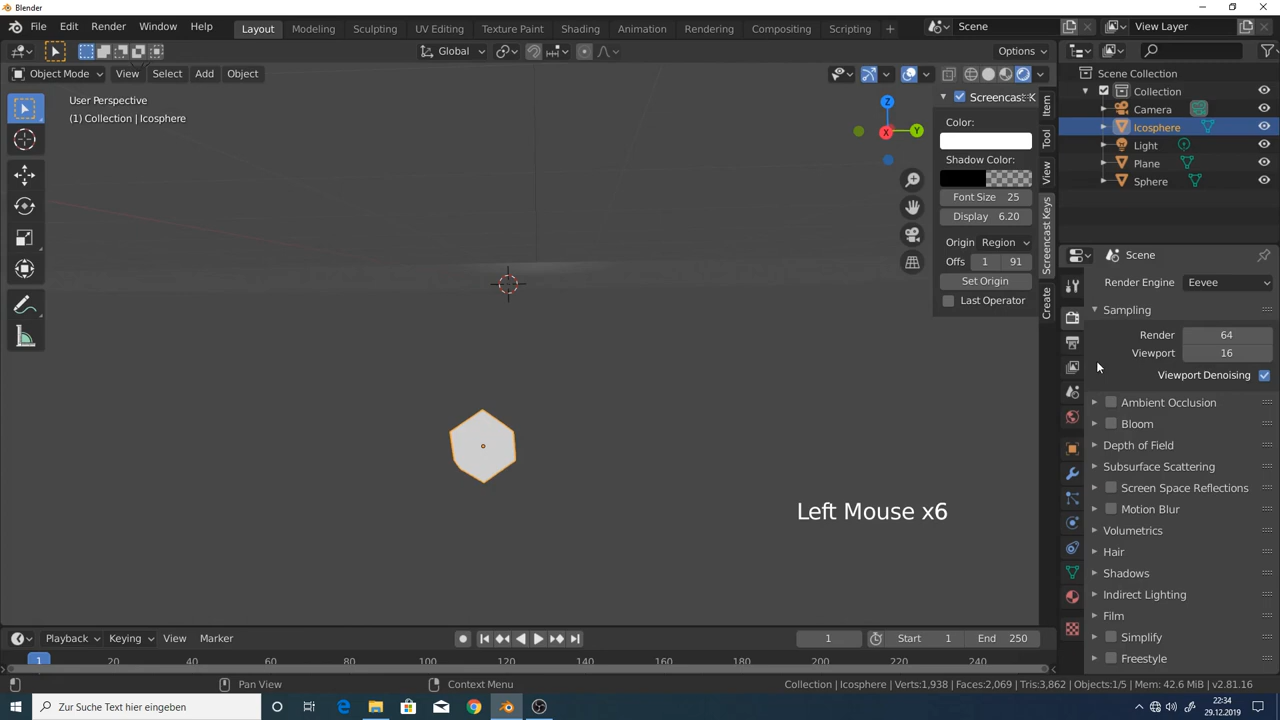 Blender
File Edit Render Window Help Layout Modeling Sculpting UV Editing Texture Paint Shading Animation Rendering Compositing Scripting + Scene View Layer
Global Options
Object Mode View Select Add Object
User Perspective
(1) Collection | Icosphere
Z
Y
X
Screencast K
Color:
Shadow Color:
Font Size 25
Display 6.20
Origin Region
Offs 1 91
Set Origin
Last Operator
Item
Tool
View
Screencast Keys
Create
Scene Collection
Collection
Camera
Icosphere
Light
Plane
Sphere
Scene
Render Engine Eevee
Sampling
Render 64
Viewport 16
Viewport Denoising
Ambient Occlusion
Bloom
Depth of Field
Subsurface Scattering
Screen Space Reflections
Motion Blur
Volumetrics
Hair
Shadows
Indirect Lighting
Film
Simplify
Freestyle
Left Mouse x6
Playback Keying View Marker 1 Start 1 End 250
1 20 40 60 80 100 120 140 160 180 200 220 240
Pan View Context Menu Collection | Icosphere | Verts:1,938 | Faces:2,069 | Tris:3,862 | Objects:1/5 | Mem: 42.6 MiB | v2.81.16
Zur Suche Text hier eingeben
22:34
29.12.2019